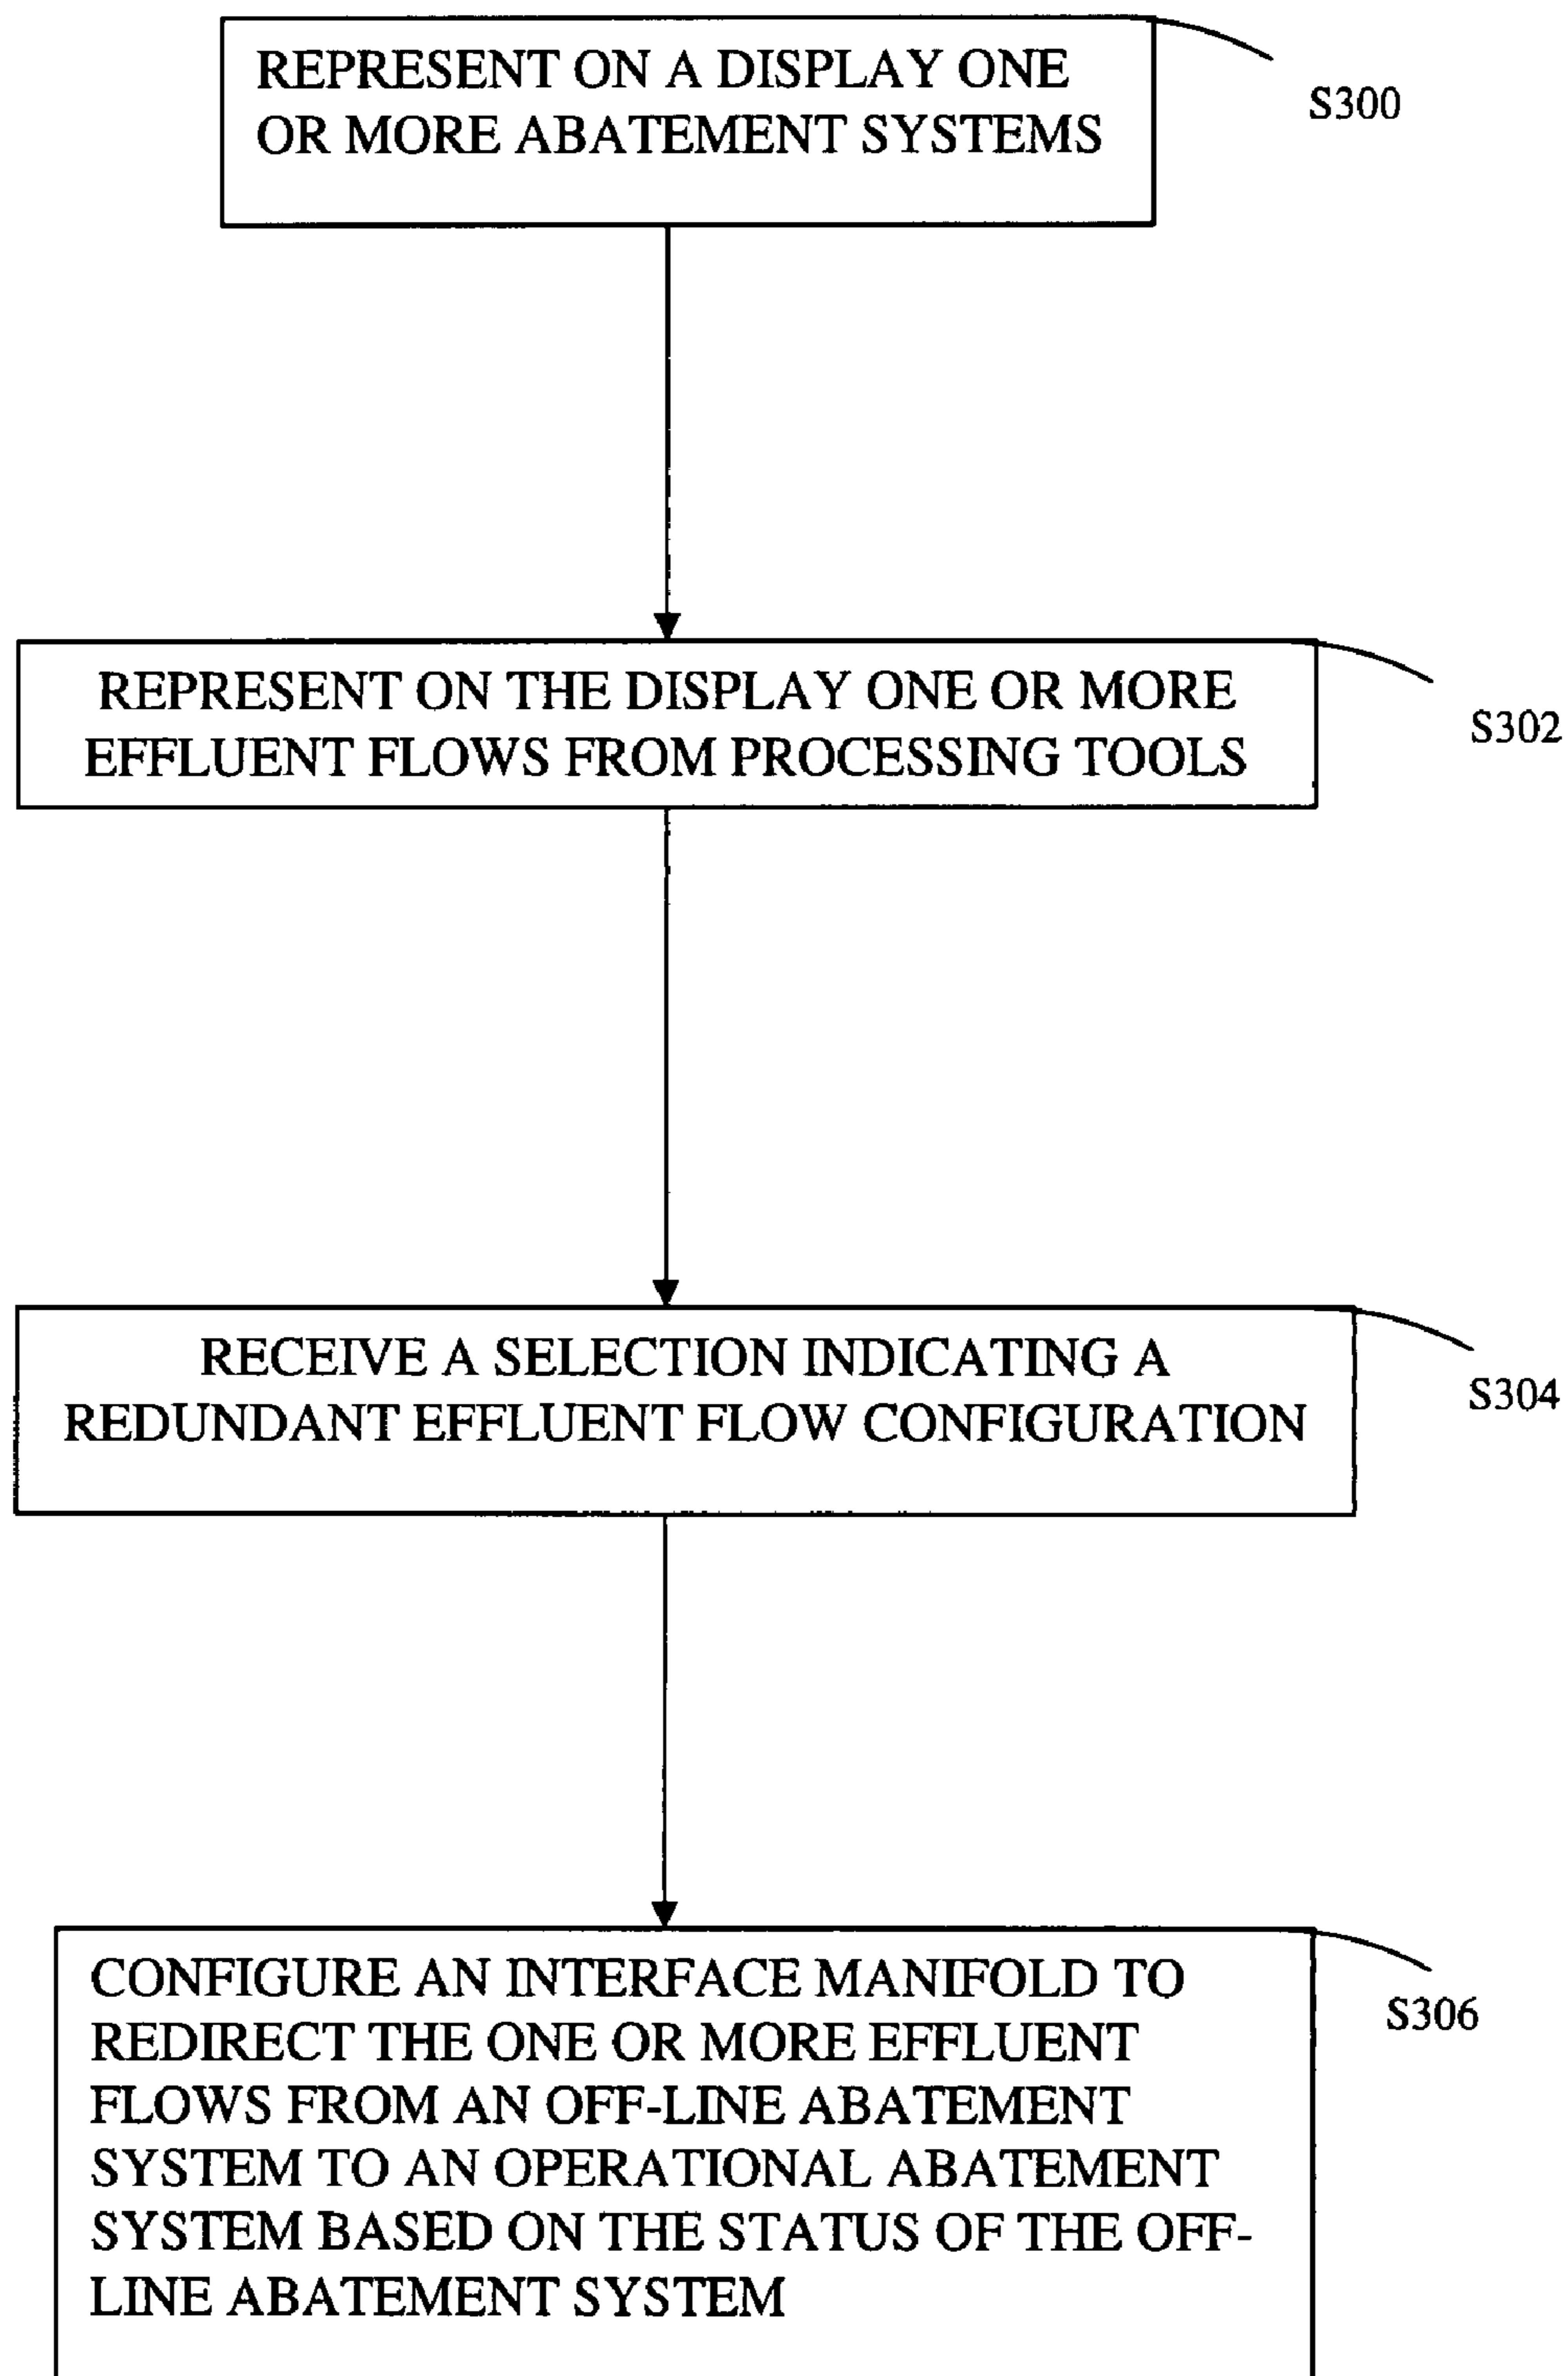 REPRESENT ON A DISPLAY ONE
OR MORE ABATEMENT SYSTEMS
S300
REPRESENT ON THE DISPLAY ONE OR MORE
EFFLUENT FLOWS FROM PROCESSING TOOLS
S302
RECEIVE A SELECTION INDICATING A
REDUNDANT EFFLUENT FLOW CONFIGURATION
S304
CONFIGURE AN INTERFACE MANIFOLD TO
REDIRECT THE ONE OR MORE EFFLUENT
FLOWS FROM AN OFF-LINE ABATEMENT
SYSTEM TO AN OPERATIONAL ABATEMENT
SYSTEM BASED ON THE STATUS OF THE OFF-
LINE ABATEMENT SYSTEM
S306